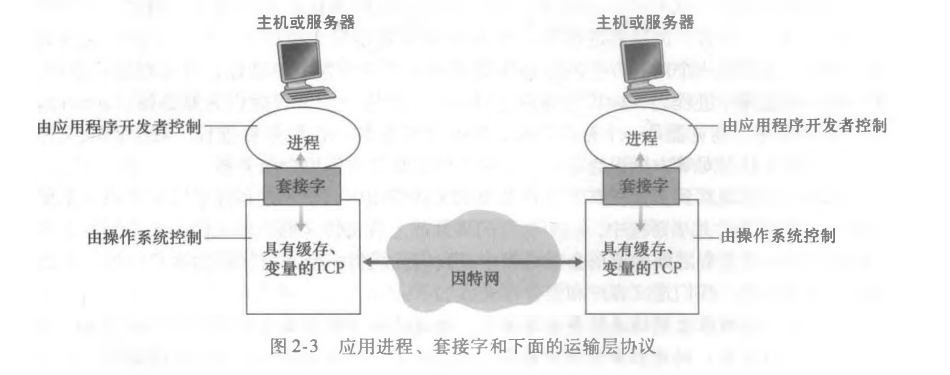 主机或服务器
主机或服务器
由应用程序开发者控制
进程
进程
由应用程序开发者控制
套接字
套接字
由操作系统控制
具有缓存、
变量的TCP
因特网
具有缓存、
变量的TCP
由操作系统控制
图2-3 应用进程、套接字和下面的运输层协议